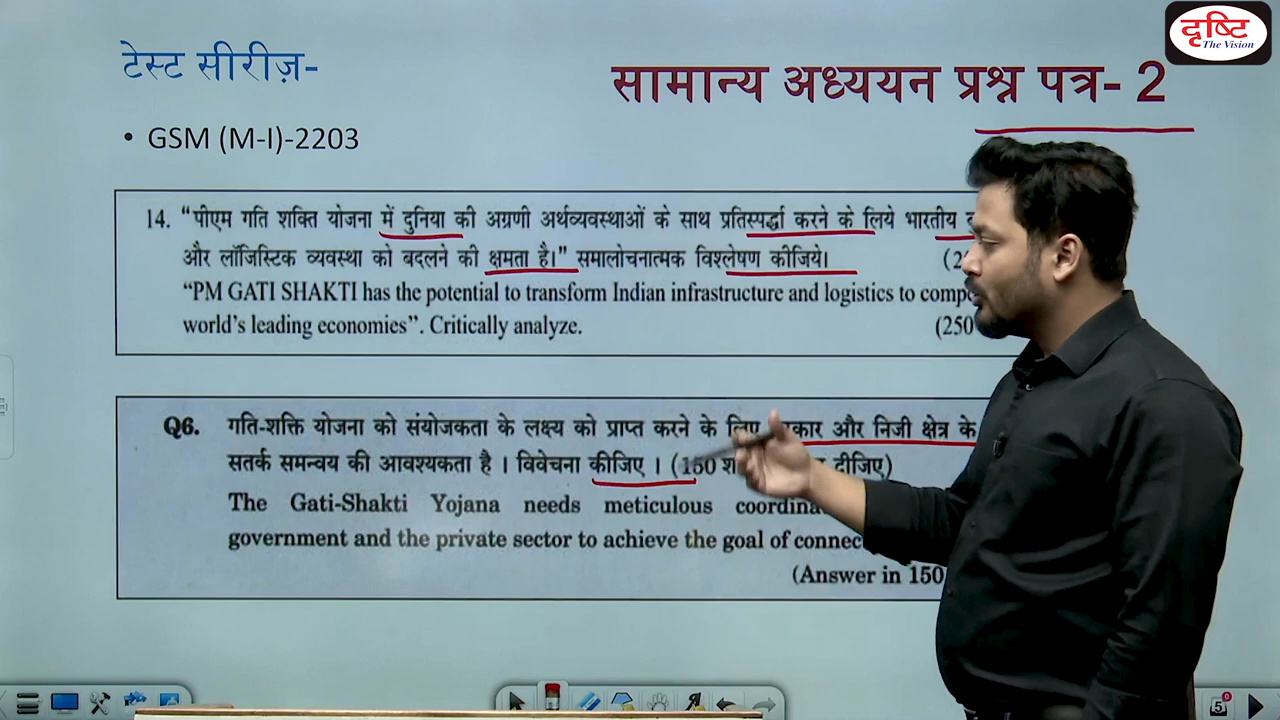 दृष्टि
The Vision
टेस्ट सीरीज़-
सामान्य अध्ययन प्रश्न पत्र- 2
• GSM (M-I)-2203
14. “पीएम गति शक्ति योजना में दुनिया की अग्रणी अर्थव्यवस्थाओं के साथ प्रतिस्पर्द्धा करने के लिये भारतीय
और लॉजिस्टिक व्यवस्था को बदलने की क्षमता है।” समालोचनात्मक विश्लेषण कीजिये।
“PM GATI SHAKTI has the potential to transform Indian infrastructure and logistics to
world’s leading economies”. Critically analyze. (250
Q6. गति-शक्ति योजना को संयोजकता के लक्ष्य को प्राप्त करने के लिए और निजी क्षेत्र के
सतर्क समन्वय की आवश्यकता है । विवेचना कीजिए । (150 दीजिए)
The Gati-Shakti Yojana needs meticulous
government and the private sector to achieve the goal of
(Answer in 150
5
0